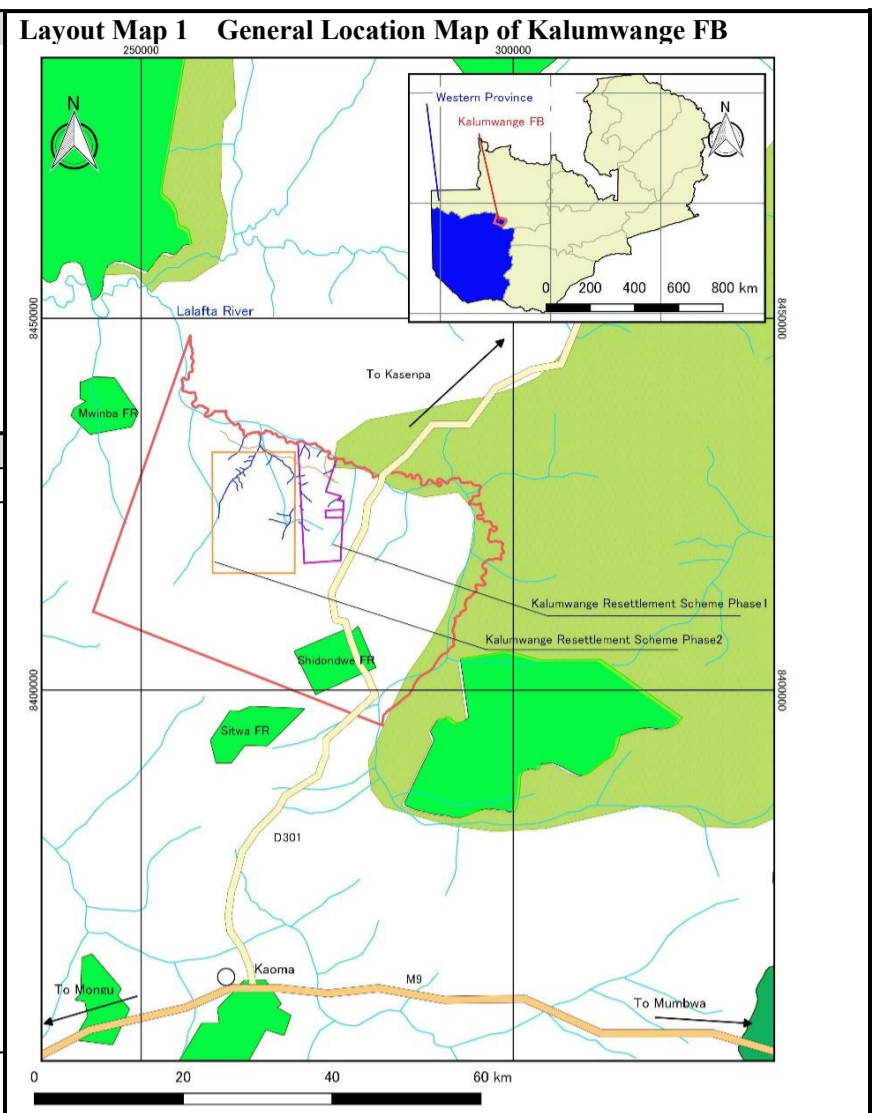 Layout Map 1 General Location Map of Kalumwange FB
250000
300000
N
Western Province
Kalumwange FB
N
0 200 400 600 800 km
8450000
8450000
Lalafta River
To Kasenpa
Mwinba FR
Kalumwange Resettlement Scheme Phase1
Kalumwange Resettlement Scheme Phase2
Shidondwe FR
8400000
8400000
Sitwa FR
D301
Kaoma
M9
To Mongu
To Mumbwa
0 20 40 60 km